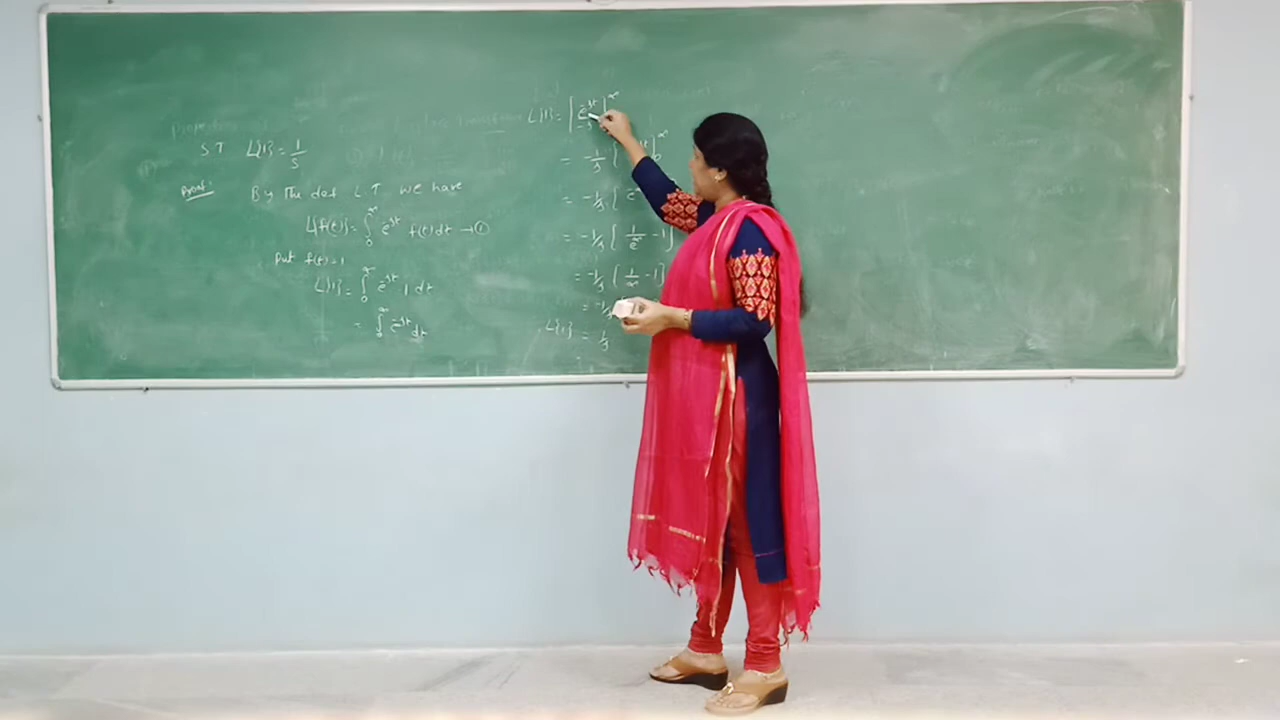 S.T L{1} = 1/s
Proof: By The def L T we have
L{f(t)} = ∫₀^∞ e^-st f(t) dt → ①
Put f(t) = 1
L{1} = ∫₀^∞ e^-st 1 dt
= ∫₀^∞ e^-st dt
L{1} = [e^-st/-s]^∞
= -1/s [
= -1/s [ e^-
= -1/s [1/e^∞ - 1]
= -1/s [1/∞ - 1]
= -1/s
L{1} = 1/s